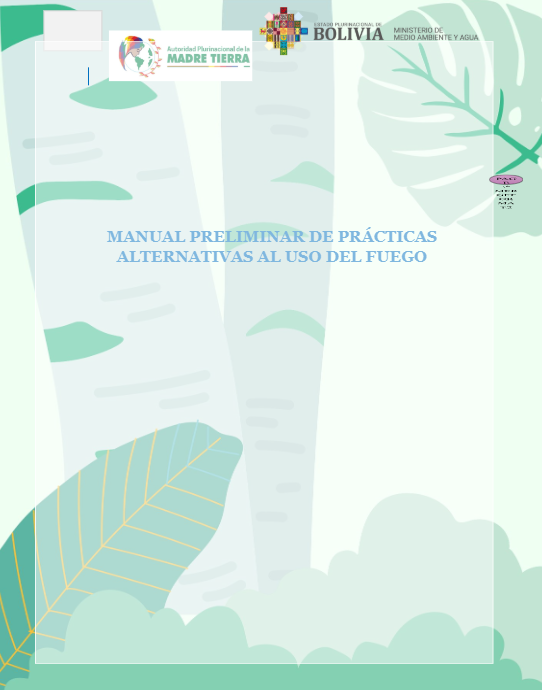 ESTADO PLURINACIONAL DE
BOLIVIA
MINISTERIO DE
MEDIO AMBIENTE Y AGUA
Autoridad Plurinacional de la
MADRE TIERRA
MANUAL PRELIMINAR DE PRÁCTICAS
ALTERNATIVAS AL USO DEL FUEGO